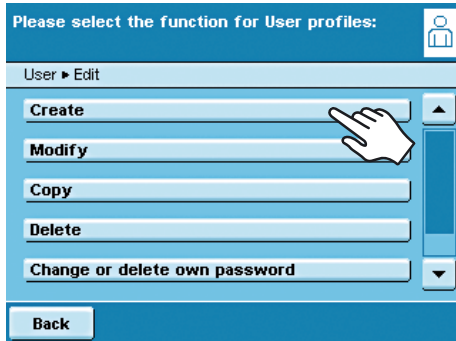 Please select the function for User profiles:
User ▸ Edit
Create
Modify
Copy
Delete
Change or delete own password
Back